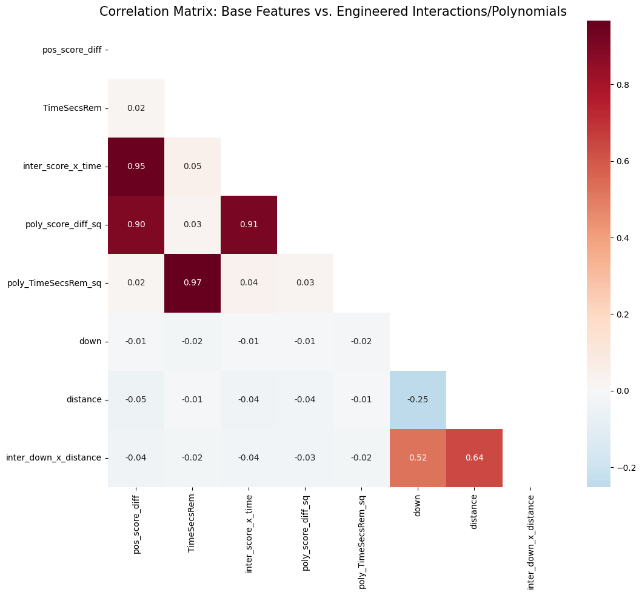 Correlation Matrix: Base Features vs. Engineered Interactions/Polynomials
pos_score_diff
TimeSecsRem 0.02
inter_score_x_time 0.95 0.05
poly_score_diff_sq 0.90 0.03 0.91
poly_TimeSecsRem_sq 0.02 0.97 0.04 0.03
down -0.01 -0.02 -0.01 -0.01 -0.02
distance -0.05 -0.01 -0.04 -0.04 -0.01 -0.25
inter_down_x_distance -0.04 -0.02 -0.04 -0.03 -0.02 0.52 0.64
pos_score_diff
TimeSecsRem
inter_score_x_time
poly_score_diff_sq
poly_TimeSecsRem_sq
down
distance
inter_down_x_distance
0.8
0.6
0.4
0.2
0.0
−0.2